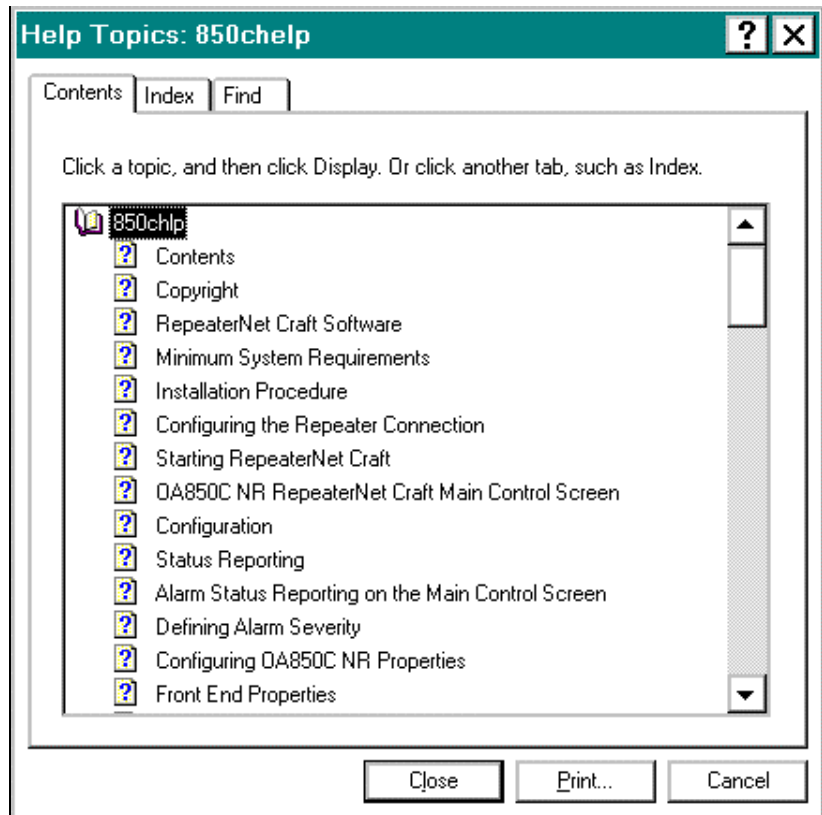 Help Topics: 850chelp
Contents Index Find
Click a topic, and then click Display. Or click another tab, such as Index.
850chlp
Contents
Copyright
RepeaterNet Craft Software
Minimum System Requirements
Installation Procedure
Configuring the Repeater Connection
Starting RepeaterNet Craft
OA850C NR RepeaterNet Craft Main Control Screen
Configuration
Status Reporting
Alarm Status Reporting on the Main Control Screen
Defining Alarm Severity
Configuring OA850C NR Properties
Front End Properties
Close Print... Cancel